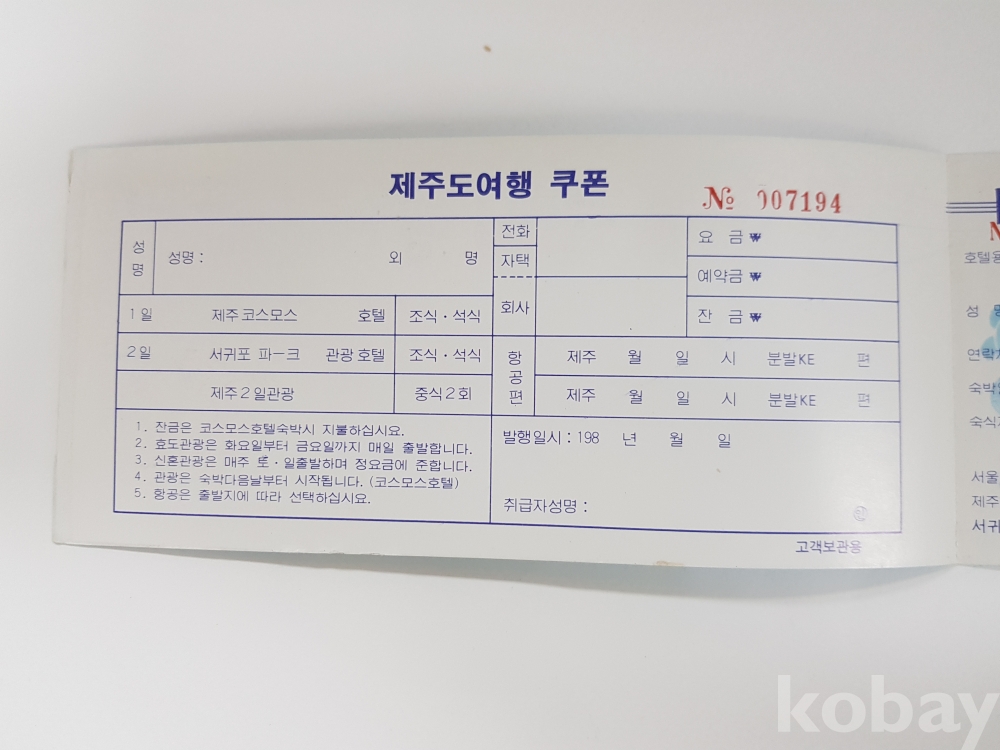 제주도여행 쿠폰
№ 007194
성명 성명 : 외 명 전화 요 금 ₩
자택 예약금 ₩
1일 제주 코스모스 호텔 조식·석식 회사 잔 금 ₩
2일 서귀포 파ー크 관광호텔 조식·석식 항공편 제주 월 일 시 분발KE 편
제주2일관광 중식2회 제주 월 일 시 분발KE 편
1. 잔금은 코스모스호텔숙박시 지불하십시요.
2. 효도관광은 화요일부터 금요일까지 매일 출발합니다.
3. 신혼관광은 매주 토·일출발하며 정요금에 준합니다.
4. 관광은 숙박다음날부터 시작됩니다. (코스모스호텔)
5. 항공은 출발지에 따라 선택하십시요.
발행일시 : 198 년 월 일
취급자성명 : ㊞
고객보관용
호텔용
성
연락처
숙박
숙식
서울
제주
서귀
kobay